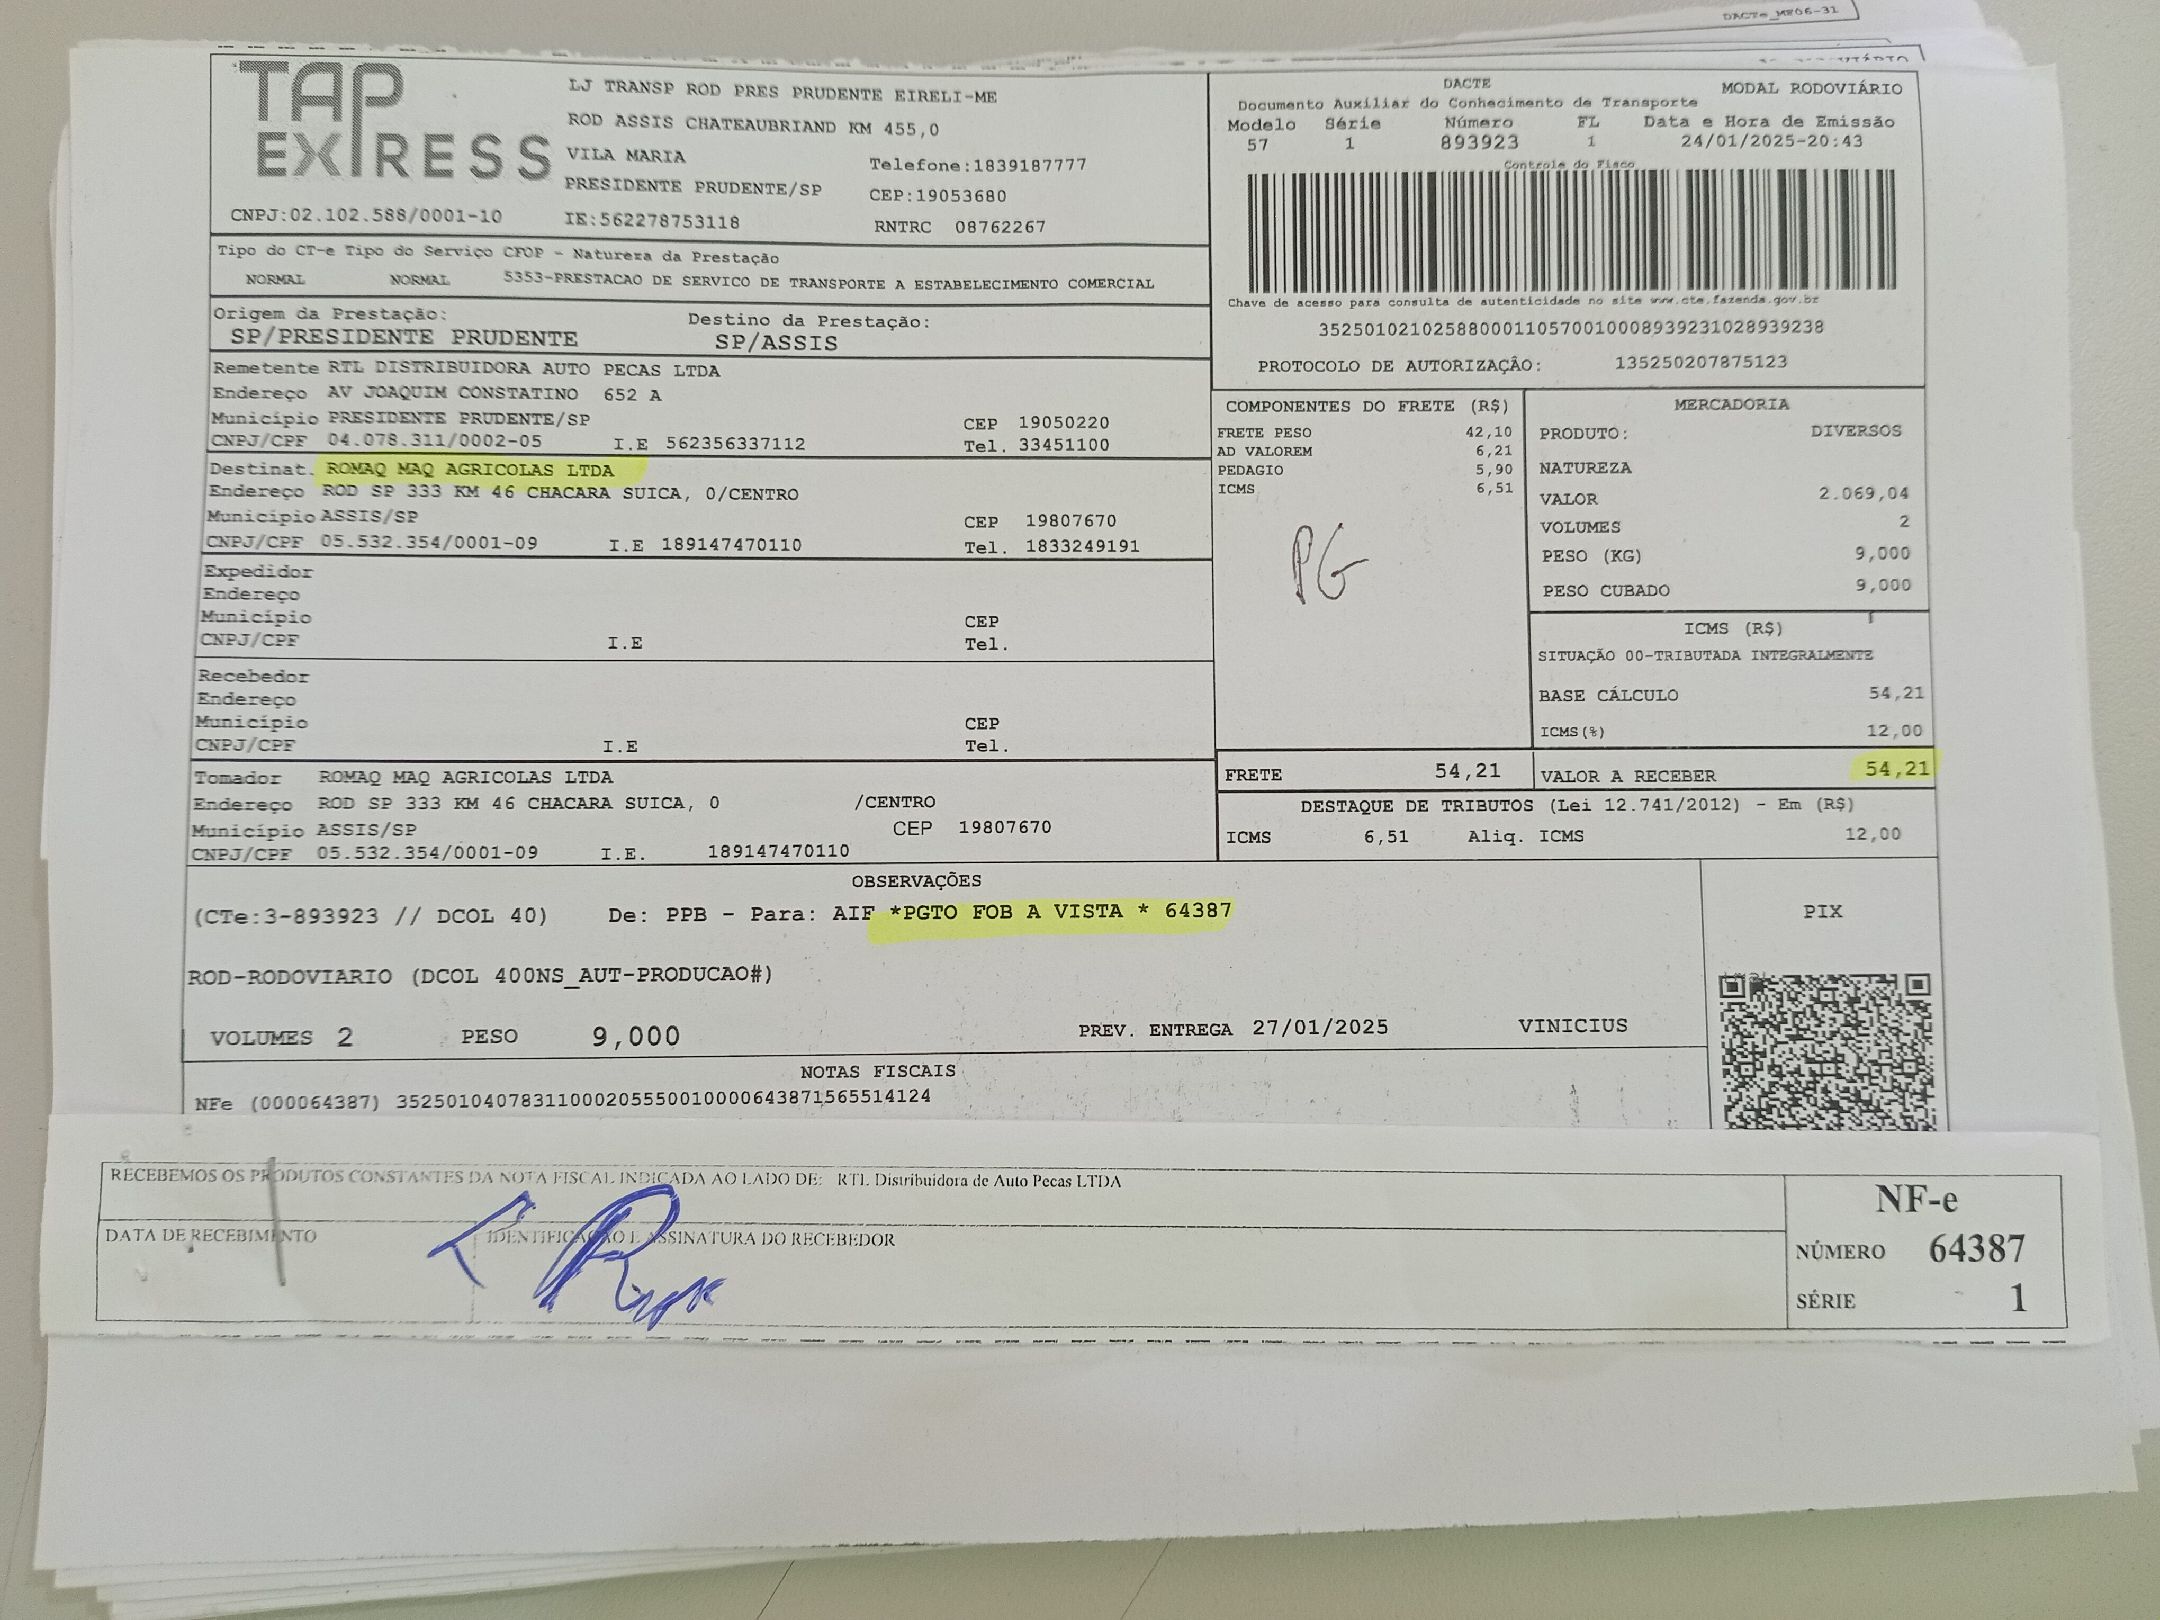 DACTe_MP06-31
TAP EXPRESS
LJ TRANSP ROD PRES PRUDENTE EIRELI-ME
ROD ASSIS CHATEAUBRIAND KM 455,0
VILA MARIA Telefone:1839187777
PRESIDENTE PRUDENTE/SP CEP:19053680
CNPJ:02.102.588/0001-10 IE:562278753118 RNTRC 08762267
DACTE MODAL RODOVIÁRIO
Documento Auxiliar do Conhecimento de Transporte
Modelo Série Número FL Data e Hora de Emissão
57 1 893923 1 24/01/2025-20:43
Controle do Fisco
Chave de acesso para consulta de autenticidade no site www.cte.fazenda.gov.br
35250102102588000110570010008939231028939238
PROTOCOLO DE AUTORIZAÇÃO: 135250207875123
Tipo do CT-e Tipo do Serviço CFOP - Natureza da Prestação
NORMAL NORMAL 5353-PRESTACAO DE SERVICO DE TRANSPORTE A ESTABELECIMENTO COMERCIAL
Origem da Prestação: Destino da Prestação:
SP/PRESIDENTE PRUDENTE SP/ASSIS
Remetente RTL DISTRIBUIDORA AUTO PECAS LTDA
Endereço AV JOAQUIM CONSTATINO 652 A
Município PRESIDENTE PRUDENTE/SP CEP 19050220
CNPJ/CPF 04.078.311/0002-05 I.E 562356337112 Tel. 33451100
Destinat. ROMAQ MAQ AGRICOLAS LTDA
Endereço ROD SP 333 KM 46 CHACARA SUICA, 0/CENTRO
Município ASSIS/SP CEP 19807670
CNPJ/CPF 05.532.354/0001-09 I.E 189147470110 Tel. 1833249191
Expedidor
Endereço
Município CEP
CNPJ/CPF I.E Tel.
Recebedor
Endereço
Município CEP
CNPJ/CPF I.E Tel.
Tomador ROMAQ MAQ AGRICOLAS LTDA
Endereço ROD SP 333 KM 46 CHACARA SUICA, 0 /CENTRO
Município ASSIS/SP CEP 19807670
CNPJ/CPF 05.532.354/0001-09 I.E. 189147470110
COMPONENTES DO FRETE (R$)
FRETE PESO 42,10
AD VALOREM 6,21
PEDAGIO 5,90
ICMS 6,51
PG
MERCADORIA
PRODUTO: DIVERSOS
NATUREZA
VALOR 2.069,04
VOLUMES 2
PESO (KG) 9,000
PESO CUBADO 9,000
ICMS (R$)
SITUAÇÃO 00-TRIBUTADA INTEGRALMENTE
BASE CÁLCULO 54,21
ICMS(%) 12,00
FRETE 54,21 VALOR A RECEBER 54,21
DESTAQUE DE TRIBUTOS (Lei 12.741/2012) - Em (R$)
ICMS 6,51 Aliq. ICMS 12,00
OBSERVAÇÕES
(CTe:3-893923 // DCOL 40) De: PPB - Para: AIF *PGTO FOB A VISTA * 64387
ROD-RODOVIARIO (DCOL 400NS_AUT-PRODUCAO#)
VOLUMES 2 PESO 9,000 PREV. ENTREGA 27/01/2025 VINICIUS
PIX
NOTAS FISCAIS
NFe (000064387) 35250104078311000205550010000643871565514124
RECEBEMOS OS PRODUTOS CONSTANTES DA NOTA FISCAL INDICADA AO LADO DE: RTL Distribuidora de Auto Pecas LTDA
DATA DE RECEBIMENTO IDENTIFICAÇÃO E ASSINATURA DO RECEBEDOR
NF-e
NÚMERO 64387
SÉRIE 1